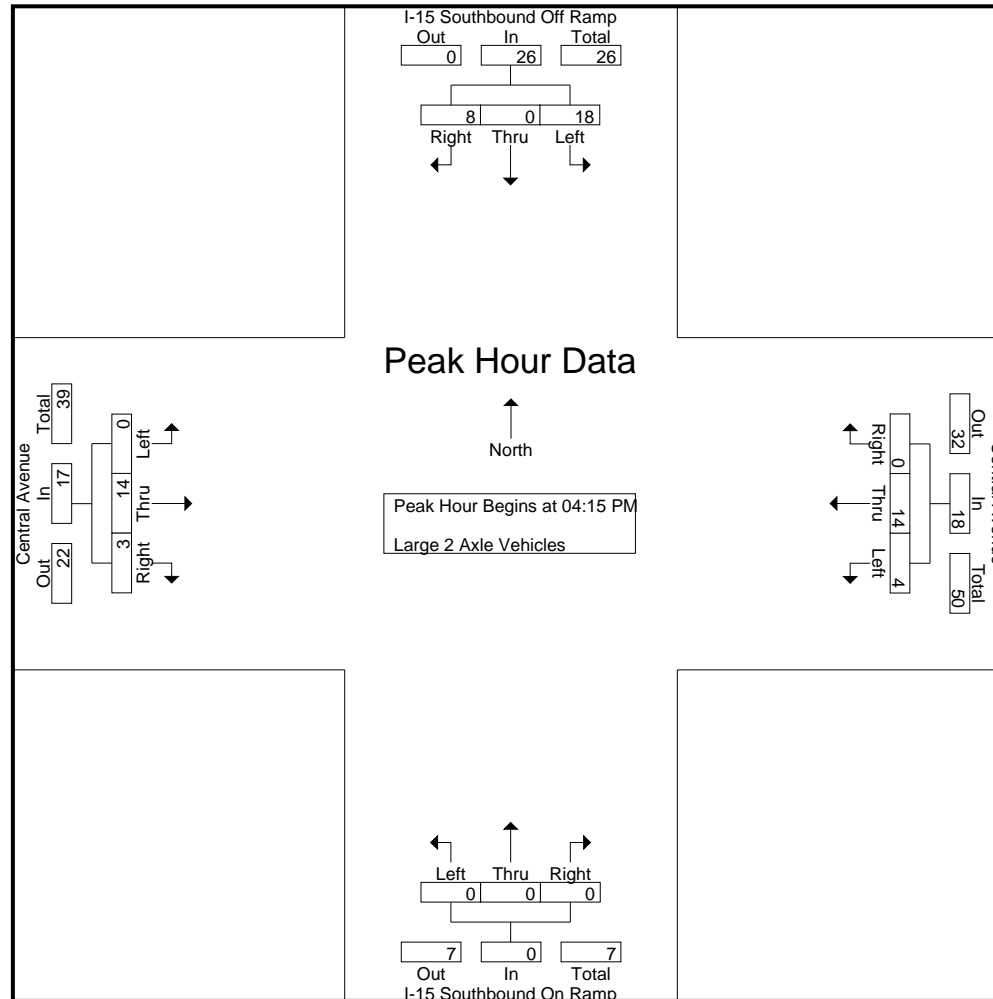 I-15 Southbound Off Ramp
Out In Total
0 26 26
8 0 18
Right Thru Left
Peak Hour Data
North
Peak Hour Begins at 04:15 PM
Large 2 Axle Vehicles
Central Avenue
Total In Out
39 17 22
0 14 3
Left Thru Right
Out In Total
32 18 50
0 14 4
Right Thru Left
Left Thru Right
0 0 0
7 0 7
Out In Total
I-15 Southbound On Ramp